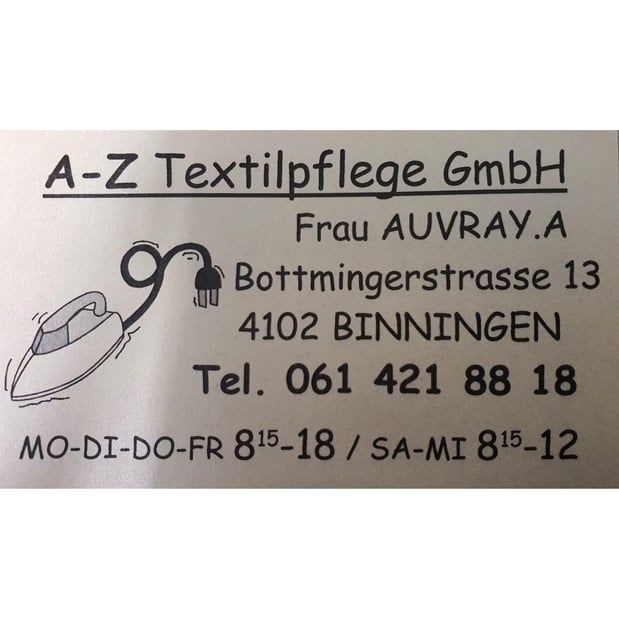 A-Z Textilpflege GmbH
Frau AUVRAY.A
Bottmingerstrasse 13
4102 BINNINGEN
Tel. 061 421 88 18
MO-DI-DO-FR 8¹⁵-18 / SA-MI 8¹⁵-12